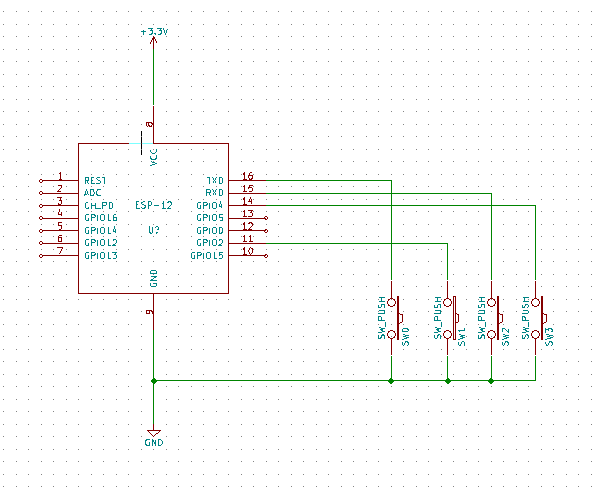 +3.3V
8
VCC
1 REST
2 ADC
3 CH_PD
4 GPIO16
5 GPIO14
6 GPIO12
7 GPIO13
ESP-12
U?
TXD 16
RXD 15
GPIO4 14
GPIO5 13
GPIO0 12
GPIO2 11
GPIO15 10
GND
9
SW_PUSH
SW0
SW_PUSH
SW1
SW_PUSH
SW2
SW_PUSH
SW3
GND